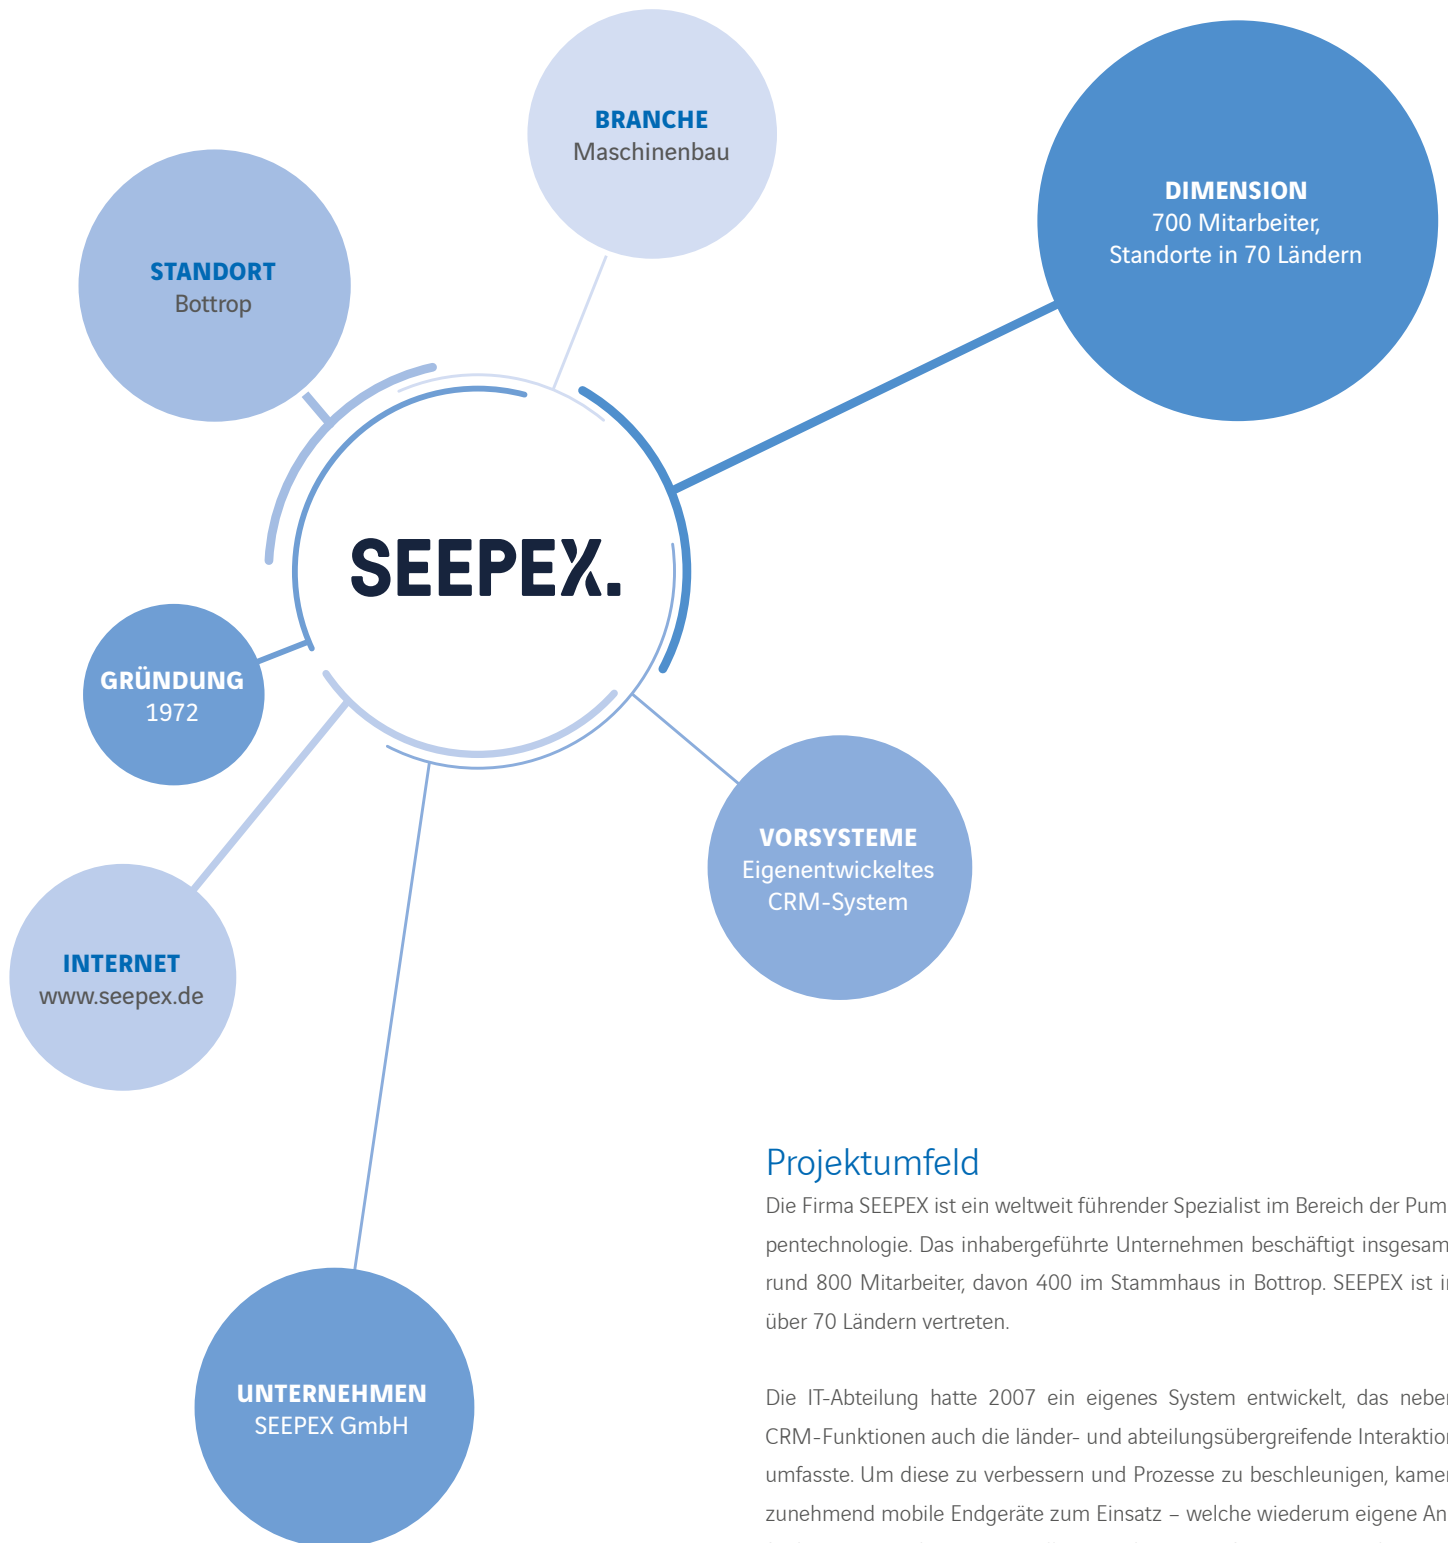 BRANCHE
Maschinenbau
DIMENSION
700 Mitarbeiter,
Standorte in 70 Ländern
STANDORT
Bottrop
SEEPEX.
GRÜNDUNG
1972
VORSYSTEME
Eigenentwickeltes
CRM-System
INTERNET
www.seepex.de
UNTERNEHMEN
SEEPEX GmbH
Projektumfeld
Die Firma SEEPEX ist ein weltweit führender Spezialist im Bereich der Pum
pentechnologie. Das inhabergeführte Unternehmen beschäftigt insgesam
rund 800 Mitarbeiter, davon 400 im Stammhaus in Bottrop. SEEPEX ist i
über 70 Ländern vertreten.
Die IT-Abteilung hatte 2007 ein eigenes System entwickelt, das neben
CRM-Funktionen auch die länder- und abteilungsübergreifende Interaktion
umfasste. Um diese zu verbessern und Prozesse zu beschleunigen, kamen
zunehmend mobile Endgeräte zum Einsatz – welche wiederum eigene An